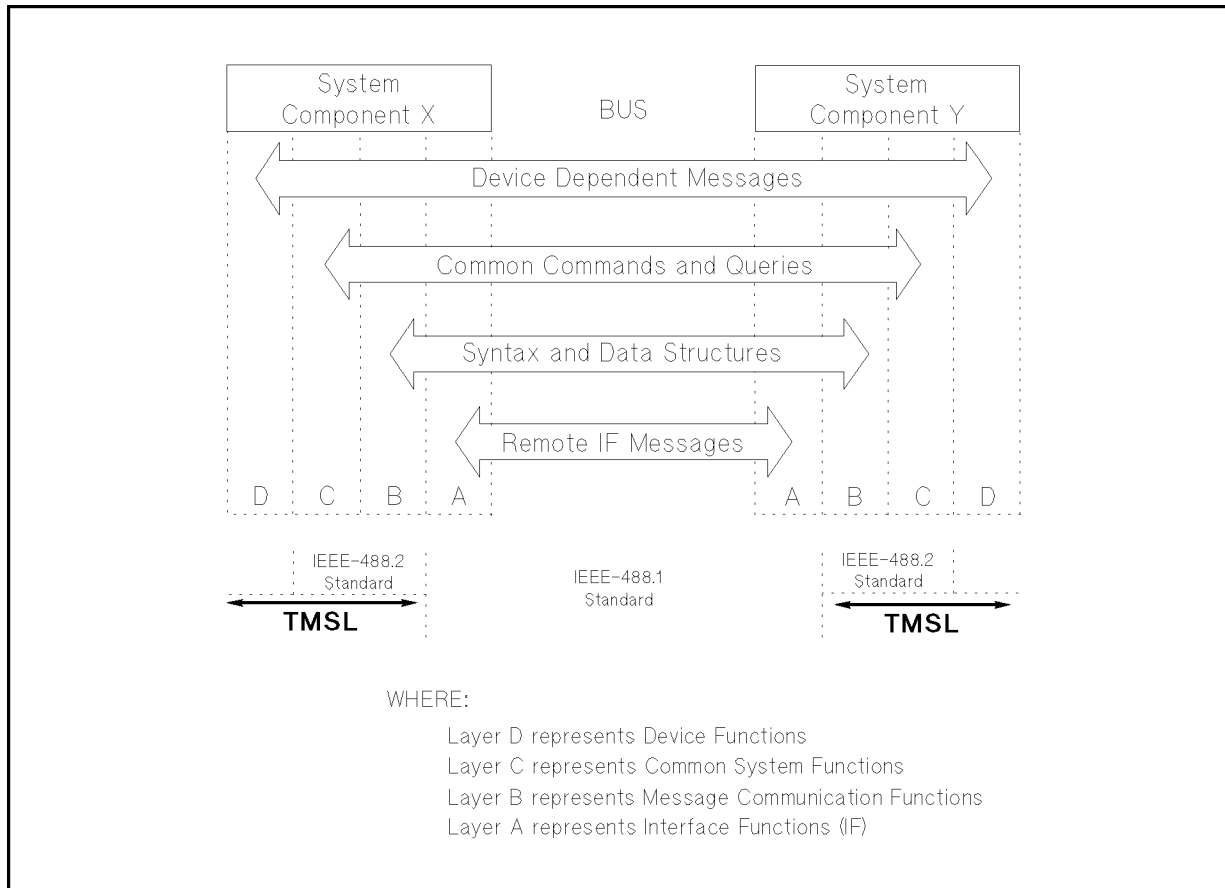 System
Component X
BUS
System
Component Y
Device Dependent Messages
Common Commands and Queries
Syntax and Data Structures
Remote IF Messages
D C B A A B C D
IEEE-488.2
Standard
IEEE-488.1
Standard
IEEE-488.2
Standard
TMSL
TMSL
WHERE:
Layer D represents Device Functions
Layer C represents Common System Functions
Layer B represents Message Communication Functions
Layer A represents Interface Functions (IF)